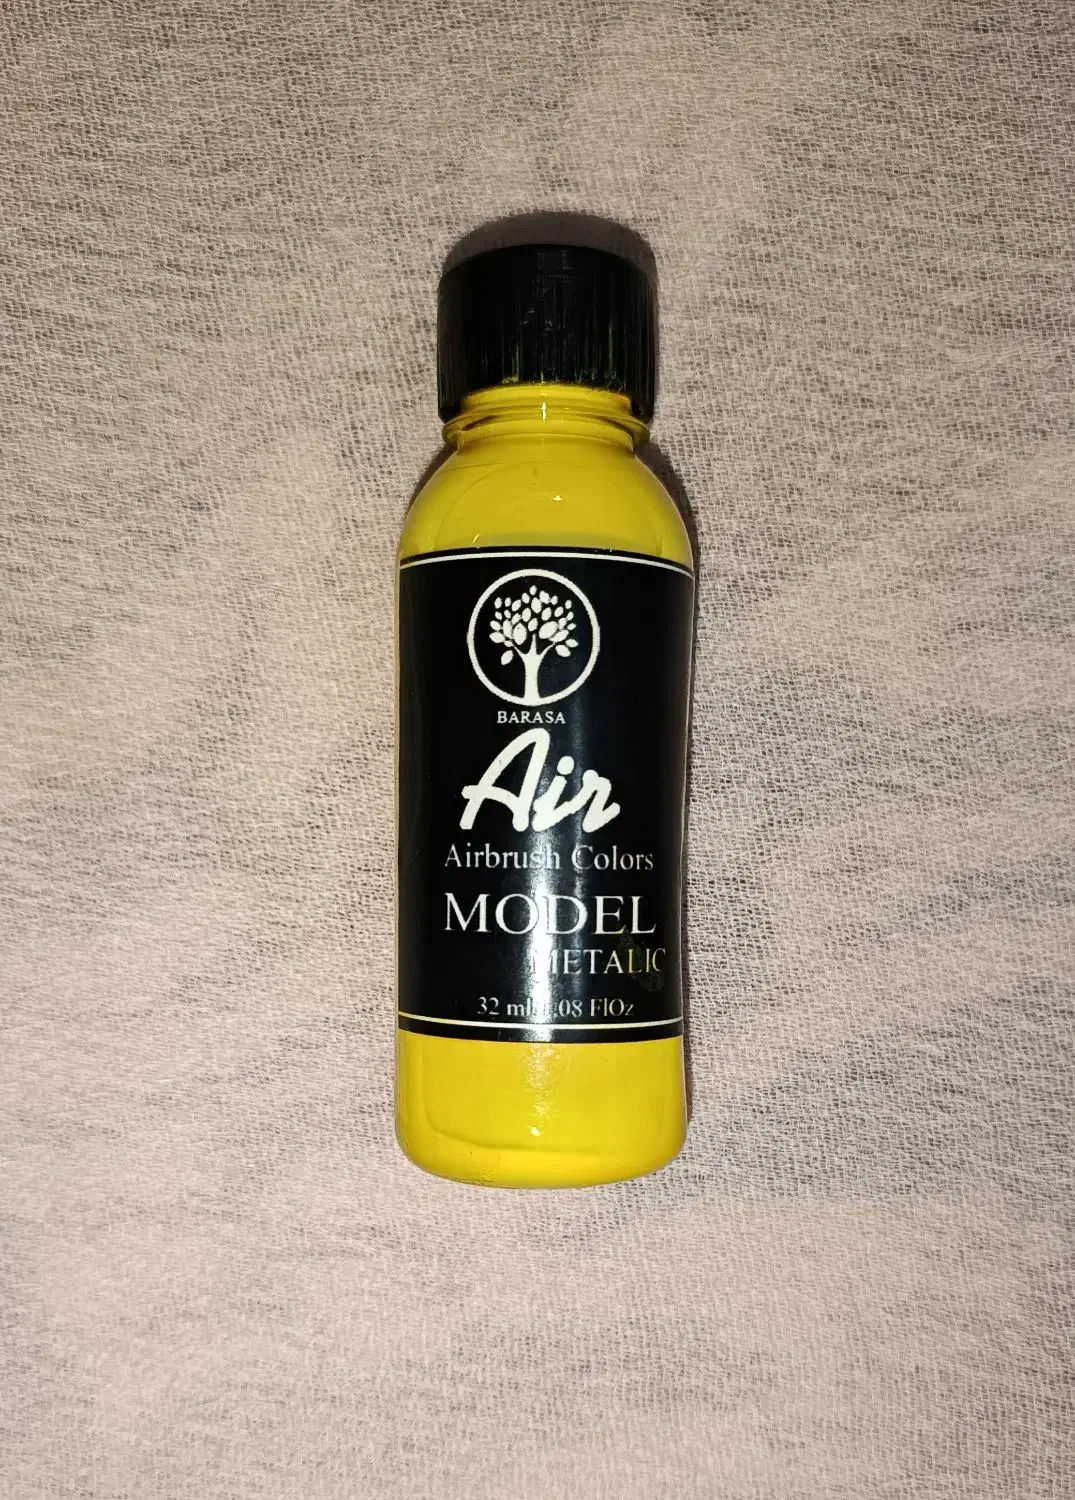 BARASA
Air
Airbrush Colors
MODEL
METALIC
32 ml 08 FlOz